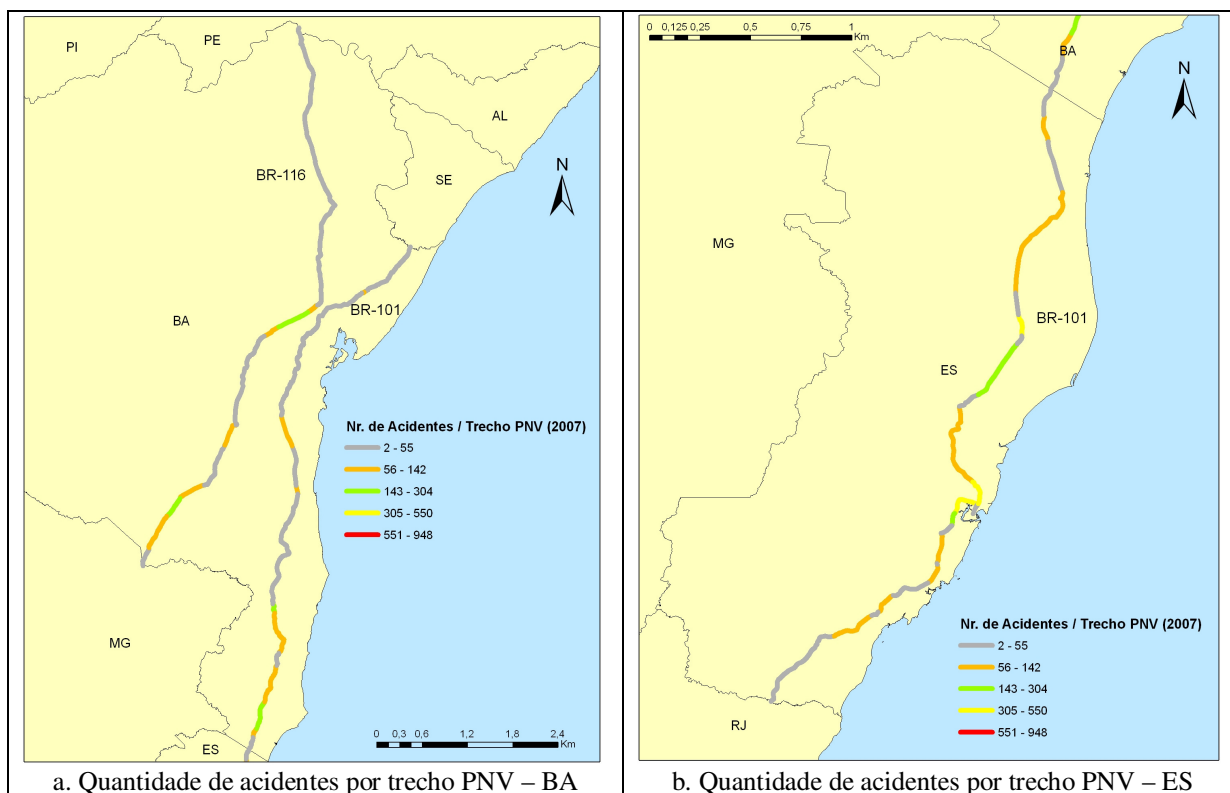 PI
PE
AL
BR-116
SE
N
BA
BR-101
Nr. de Acidentes / Trecho PNV (2007)
2 - 55
56 - 142
143 - 304
305 - 550
551 - 948
MG
ES
0 0,3 0,6 1,2 1,8 2,4
Km
a. Quantidade de acidentes por trecho PNV – BA
0 0,125 0,25 0,5 0,75 1
Km
BA
N
MG
BR-101
ES
Nr. de Acidentes / Trecho PNV (2007)
2 - 55
56 - 142
143 - 304
305 - 550
551 - 948
RJ
b. Quantidade de acidentes por trecho PNV – ES